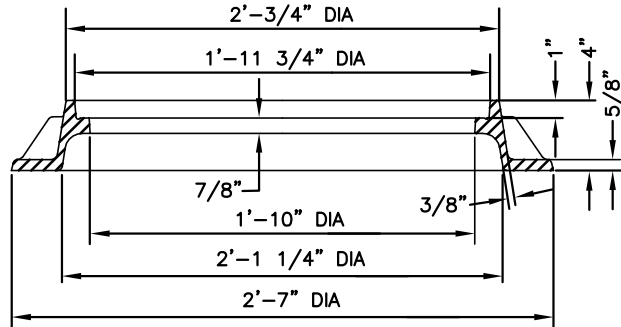 2'-3/4" DIA
1'-11 3/4" DIA
1"
4"
5/8"
7/8"
3/8"
1'-10" DIA
2'-1 1/4" DIA
2'-7" DIA